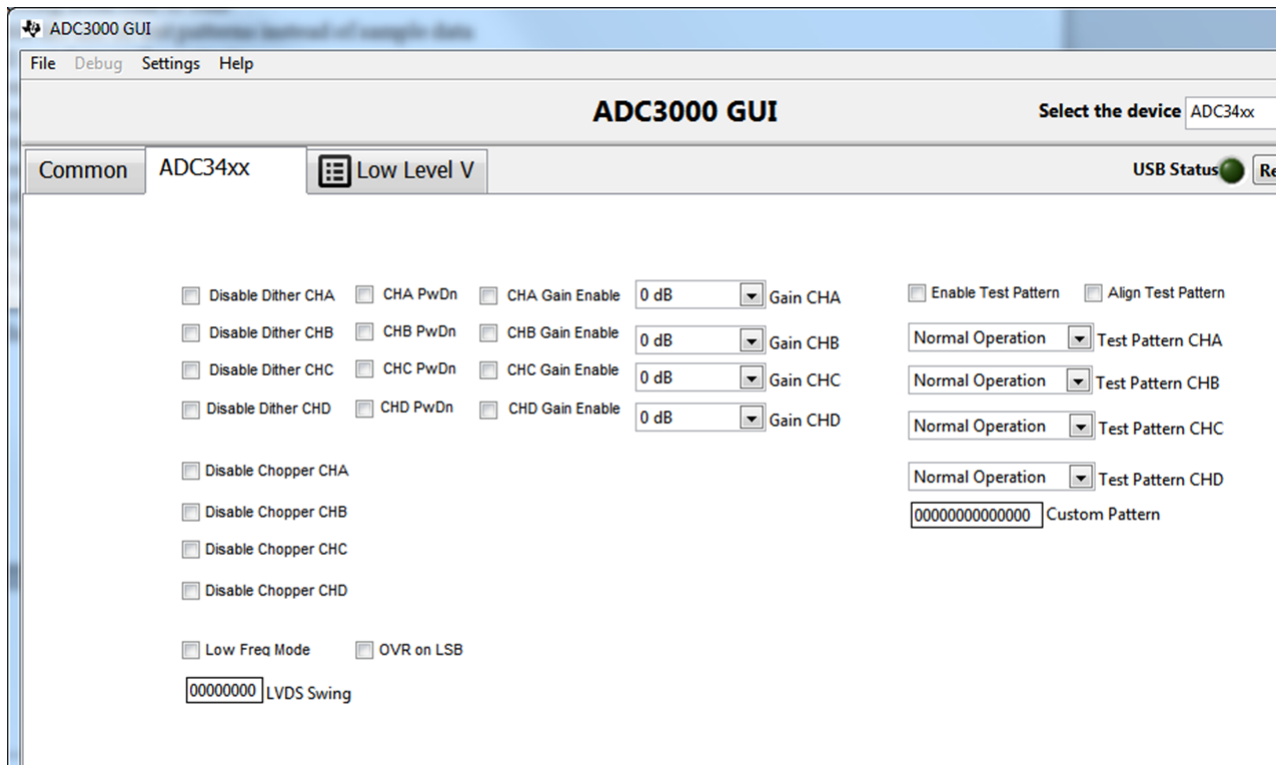 patterns instead of sample data
ADC3000 GUI
File Debug Settings Help
ADC3000 GUI
Select the device ADC34xx
Common ADC34xx Low Level V
USB Status Re
Disable Dither CHA CHA PwDn CHA Gain Enable 0 dB Gain CHA
Enable Test Pattern Align Test Pattern
Disable Dither CHB CHB PwDn CHB Gain Enable 0 dB Gain CHB
Normal Operation Test Pattern CHA
Disable Dither CHC CHC PwDn CHC Gain Enable 0 dB Gain CHC
Normal Operation Test Pattern CHB
Disable Dither CHD CHD PwDn CHD Gain Enable 0 dB Gain CHD
Normal Operation Test Pattern CHC
Disable Chopper CHA
Normal Operation Test Pattern CHD
Disable Chopper CHB
00000000000000 Custom Pattern
Disable Chopper CHC
Disable Chopper CHD
Low Freq Mode OVR on LSB
00000000 LVDS Swing